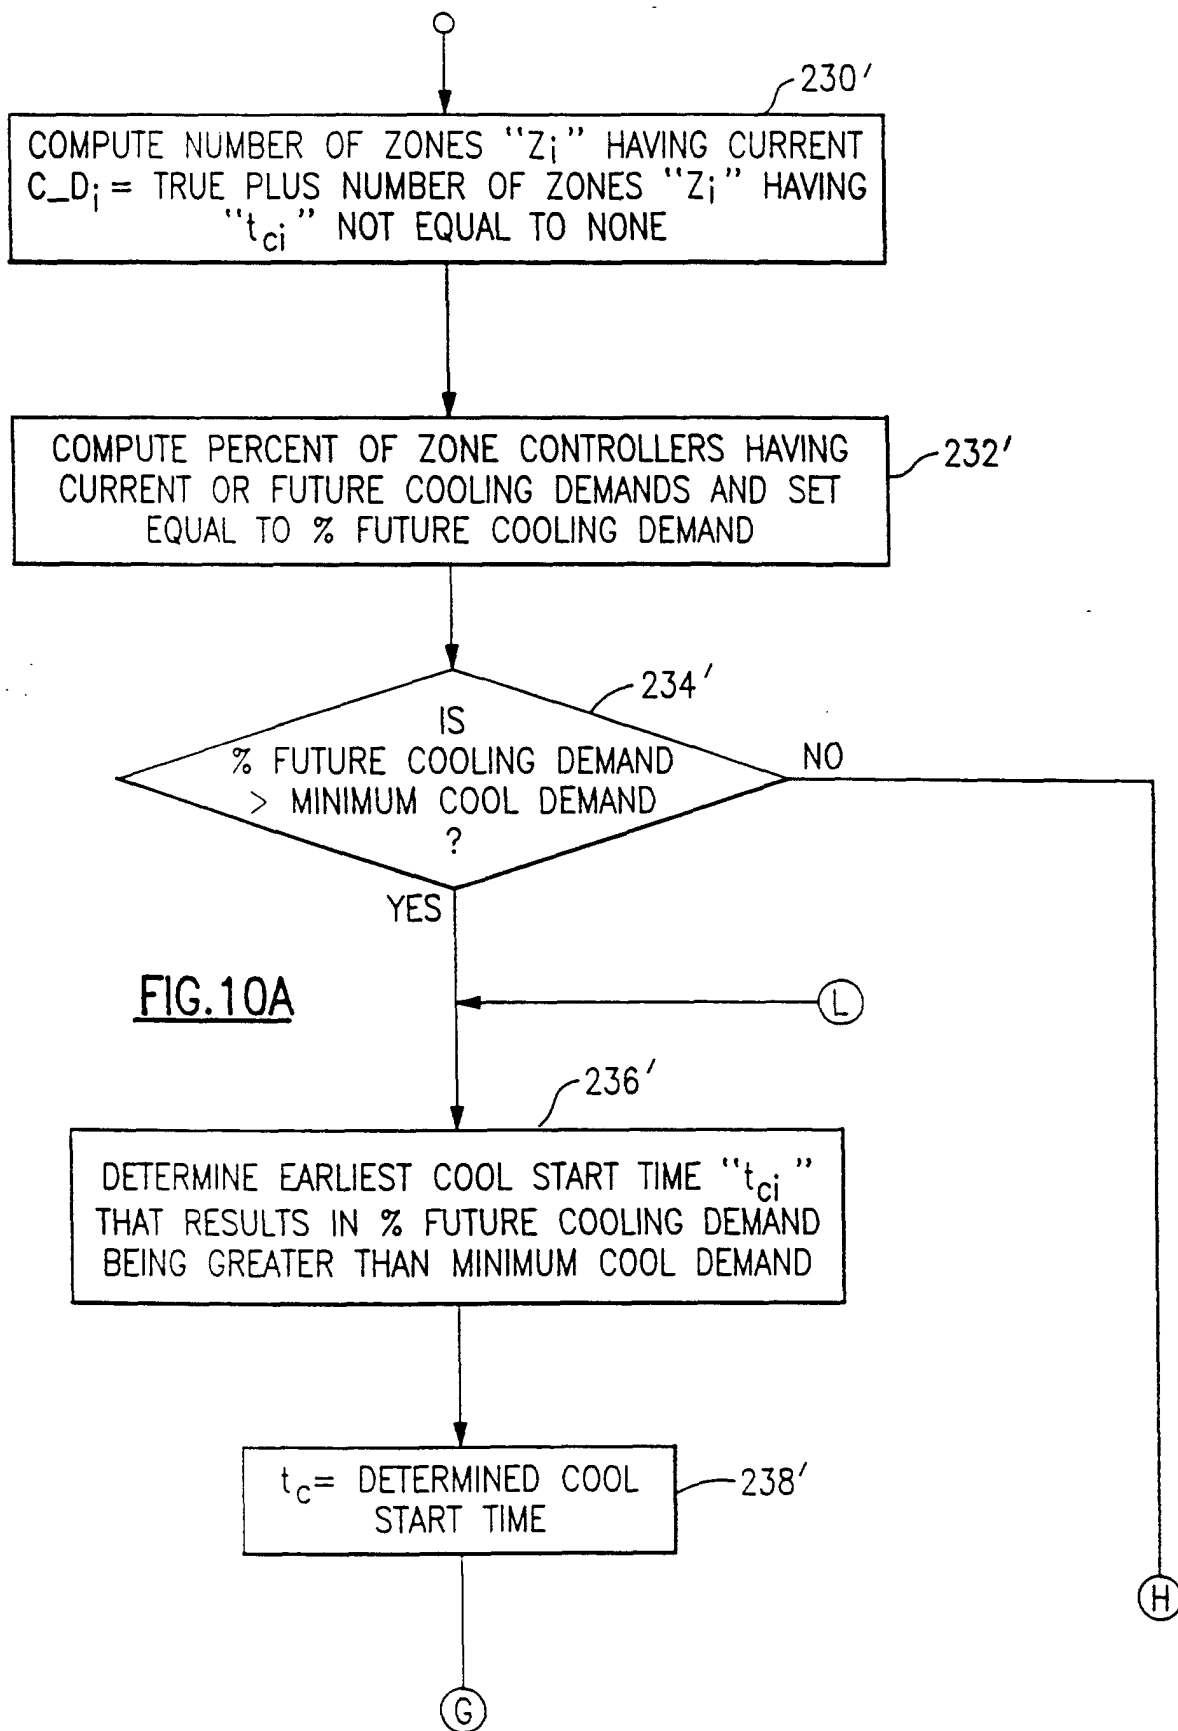 230'
COMPUTE NUMBER OF ZONES "Zi" HAVING CURRENT
C_Di = TRUE PLUS NUMBER OF ZONES "Zi" HAVING
"tci" NOT EQUAL TO NONE
COMPUTE PERCENT OF ZONE CONTROLLERS HAVING
CURRENT OR FUTURE COOLING DEMANDS AND SET
EQUAL TO % FUTURE COOLING DEMAND
232'
234'
IS
% FUTURE COOLING DEMAND
> MINIMUM COOL DEMAND
?
NO
YES
FIG.10A
L
236'
DETERMINE EARLIEST COOL START TIME "tci"
THAT RESULTS IN % FUTURE COOLING DEMAND
BEING GREATER THAN MINIMUM COOL DEMAND
tc= DETERMINED COOL
START TIME
238'
H
G